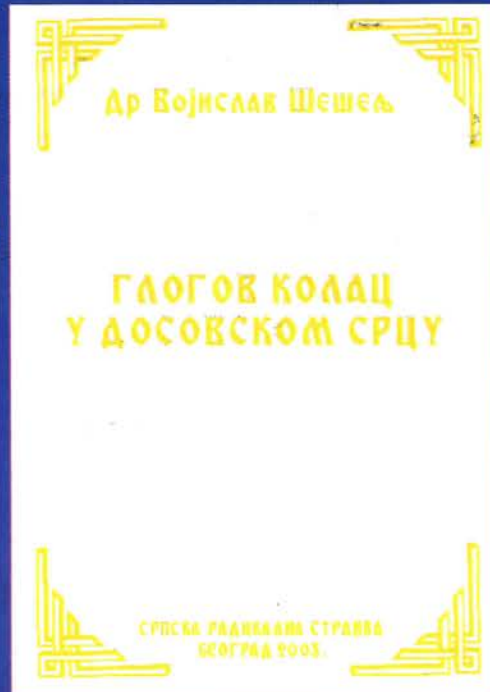 Др Војислав Шешељ
ГЛОГОВ КОЛАЦ
У ДОСОВСКОМ СРЦУ
СРПСКА РАДИКАЛНА СТРАНКА
БЕОГРАД 2003.